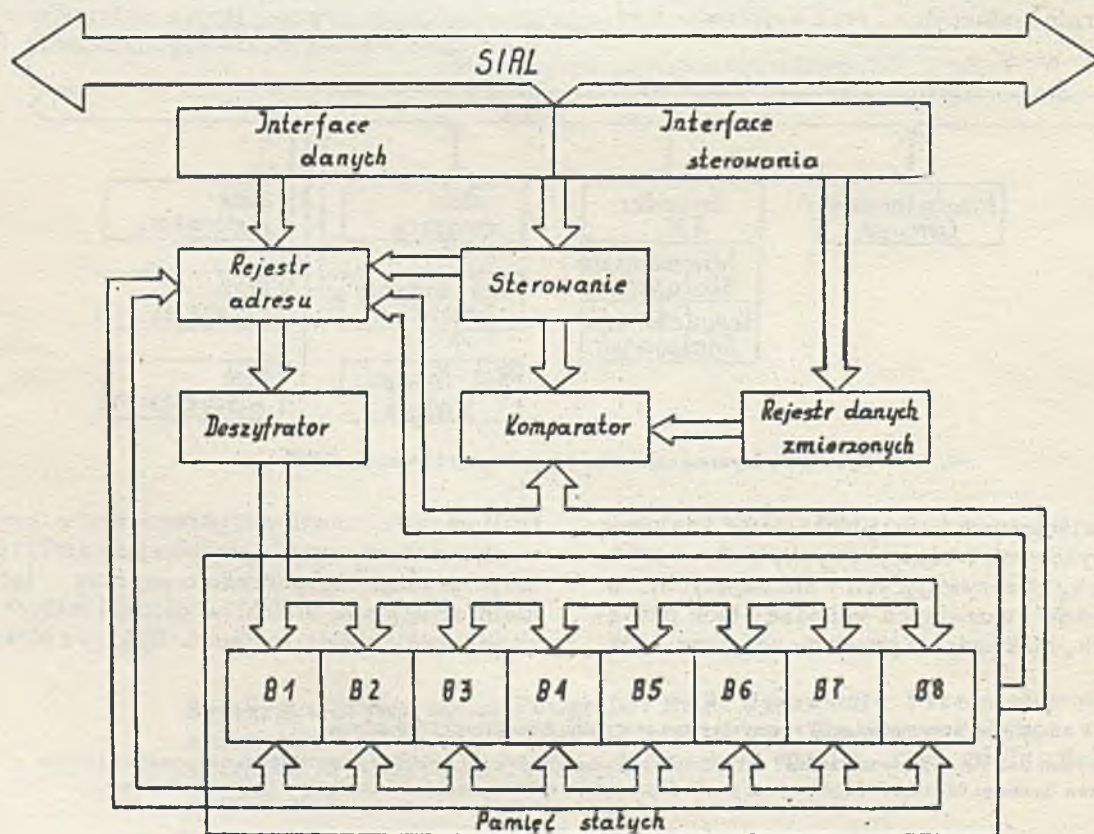 SIAL
Interface
danych
Interface
sterowania
Rejestr
adresu
Sterowanie
Deszyfrator
Komparator
Rejestr danych
zmierzonych
B1 B2 B3 B4 B5 B6 B7 B8
Pamięć stałych